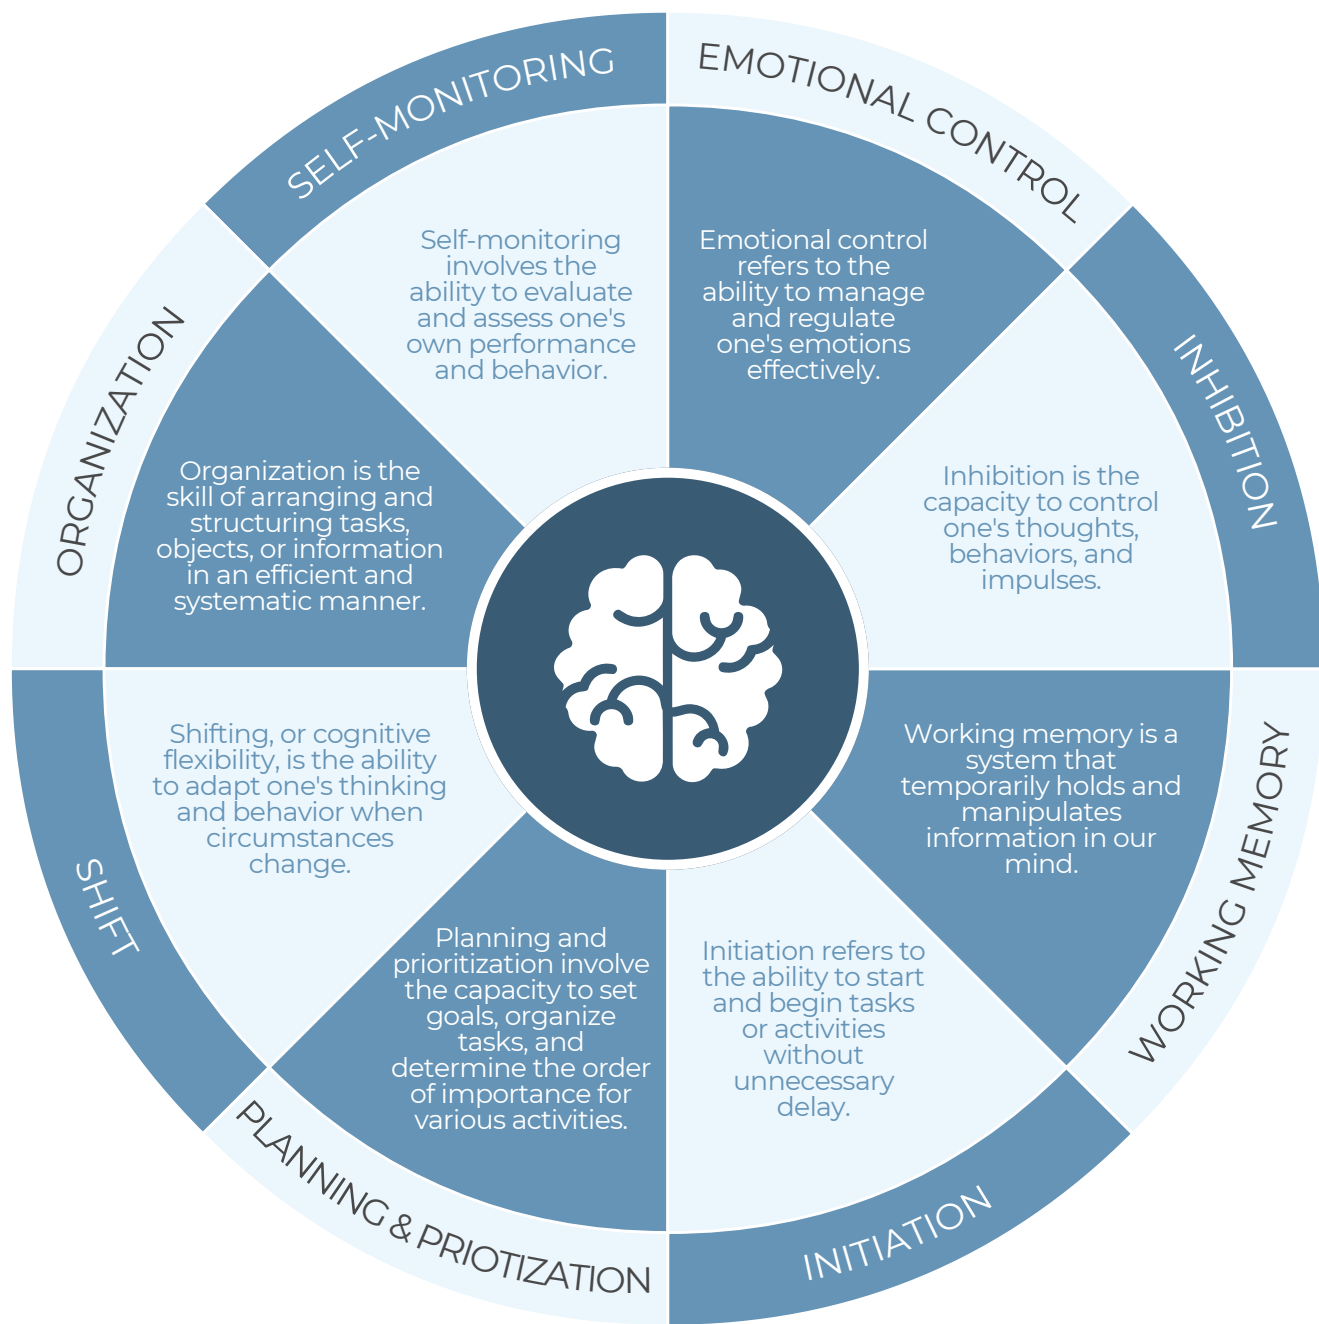 SELF-MONITORING
Self-monitoring
involves the
ability to evaluate
and assess one's
own performance
and behavior.
EMOTIONAL CONTROL
Emotional control
refers to the
ability to manage
and regulate
one's emotions
effectively.
INHIBITION
Inhibition is the
capacity to control
one's thoughts,
behaviors, and
impulses.
WORKING MEMORY
Working memory is a
system that
temporarily holds and
manipulates
information in our
mind.
INITIATION
Initiation refers to
the ability to start
and begin tasks
or activities
without
unnecessary
delay.
PLANNING & PRIOTIZATION
Planning and
prioritization involve
the capacity to set
goals, organize
tasks, and
determine the order
of importance for
various activities.
SHIFT
Shifting, or cognitive
flexibility, is the ability
to adapt one's thinking
and behavior when
circumstances
change.
ORGANIZATION
Organization is the
skill of arranging and
structuring tasks,
objects, or information
in an efficient and
systematic manner.